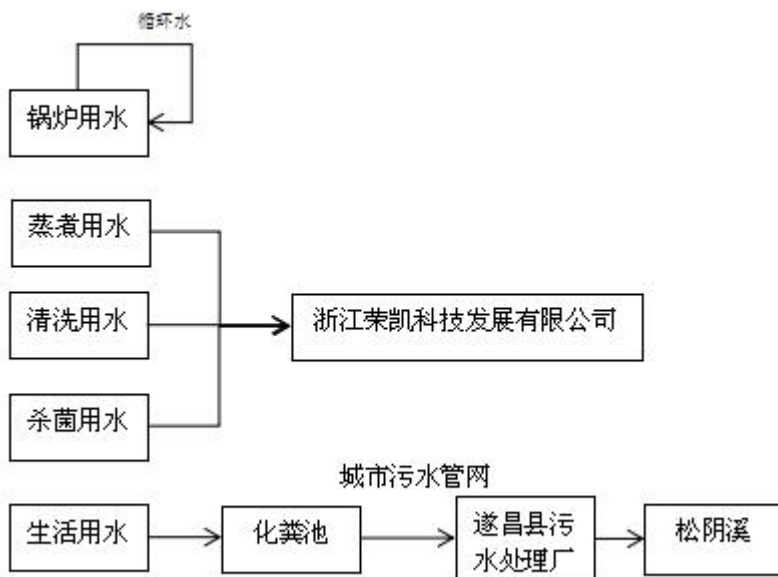 循环水
锅炉用水
蒸煮用水
清洗用水
浙江荣凯科技发展有限公司
杀菌用水
城市污水管网
生活用水
化粪池
遂昌县污
水处理厂
松阴溪